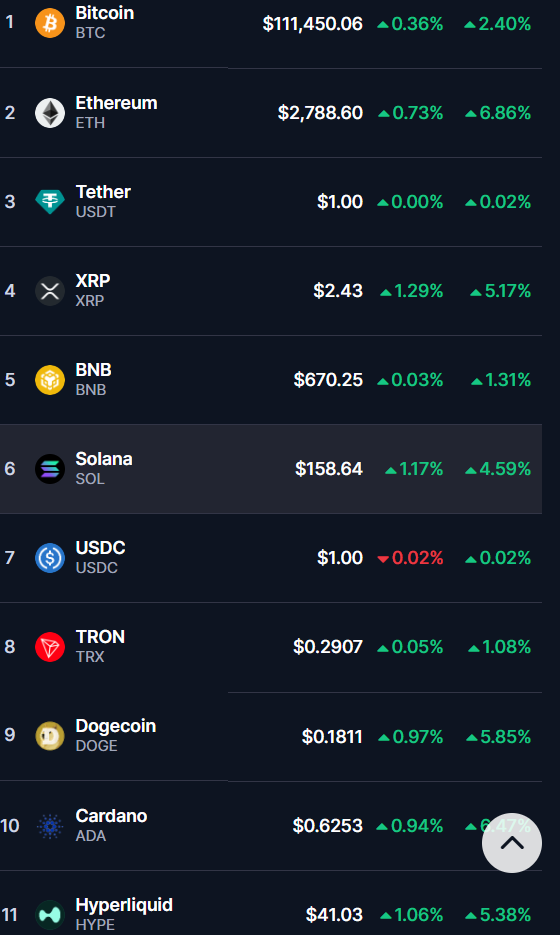 1 Bitcoin $111,450.06 ▲0.36% ▲2.40%
BTC
2 Ethereum $2,788.60 ▲0.73% ▲6.86%
ETH
3 Tether $1.00 ▲0.00% ▲0.02%
USDT
4 XRP $2.43 ▲1.29% ▲5.17%
XRP
5 BNB $670.25 ▲0.03% ▲1.31%
BNB
6 Solana $158.64 ▲1.17% ▲4.59%
SOL
7 USDC $1.00 ▼0.02% ▲0.02%
USDC
8 TRON $0.2907 ▲0.05% ▲1.08%
TRX
9 Dogecoin $0.1811 ▲0.97% ▲5.85%
DOGE
10 Cardano $0.6253 ▲0.94% ▲6.47%
ADA
11 Hyperliquid $41.03 ▲1.06% ▲5.38%
HYPE